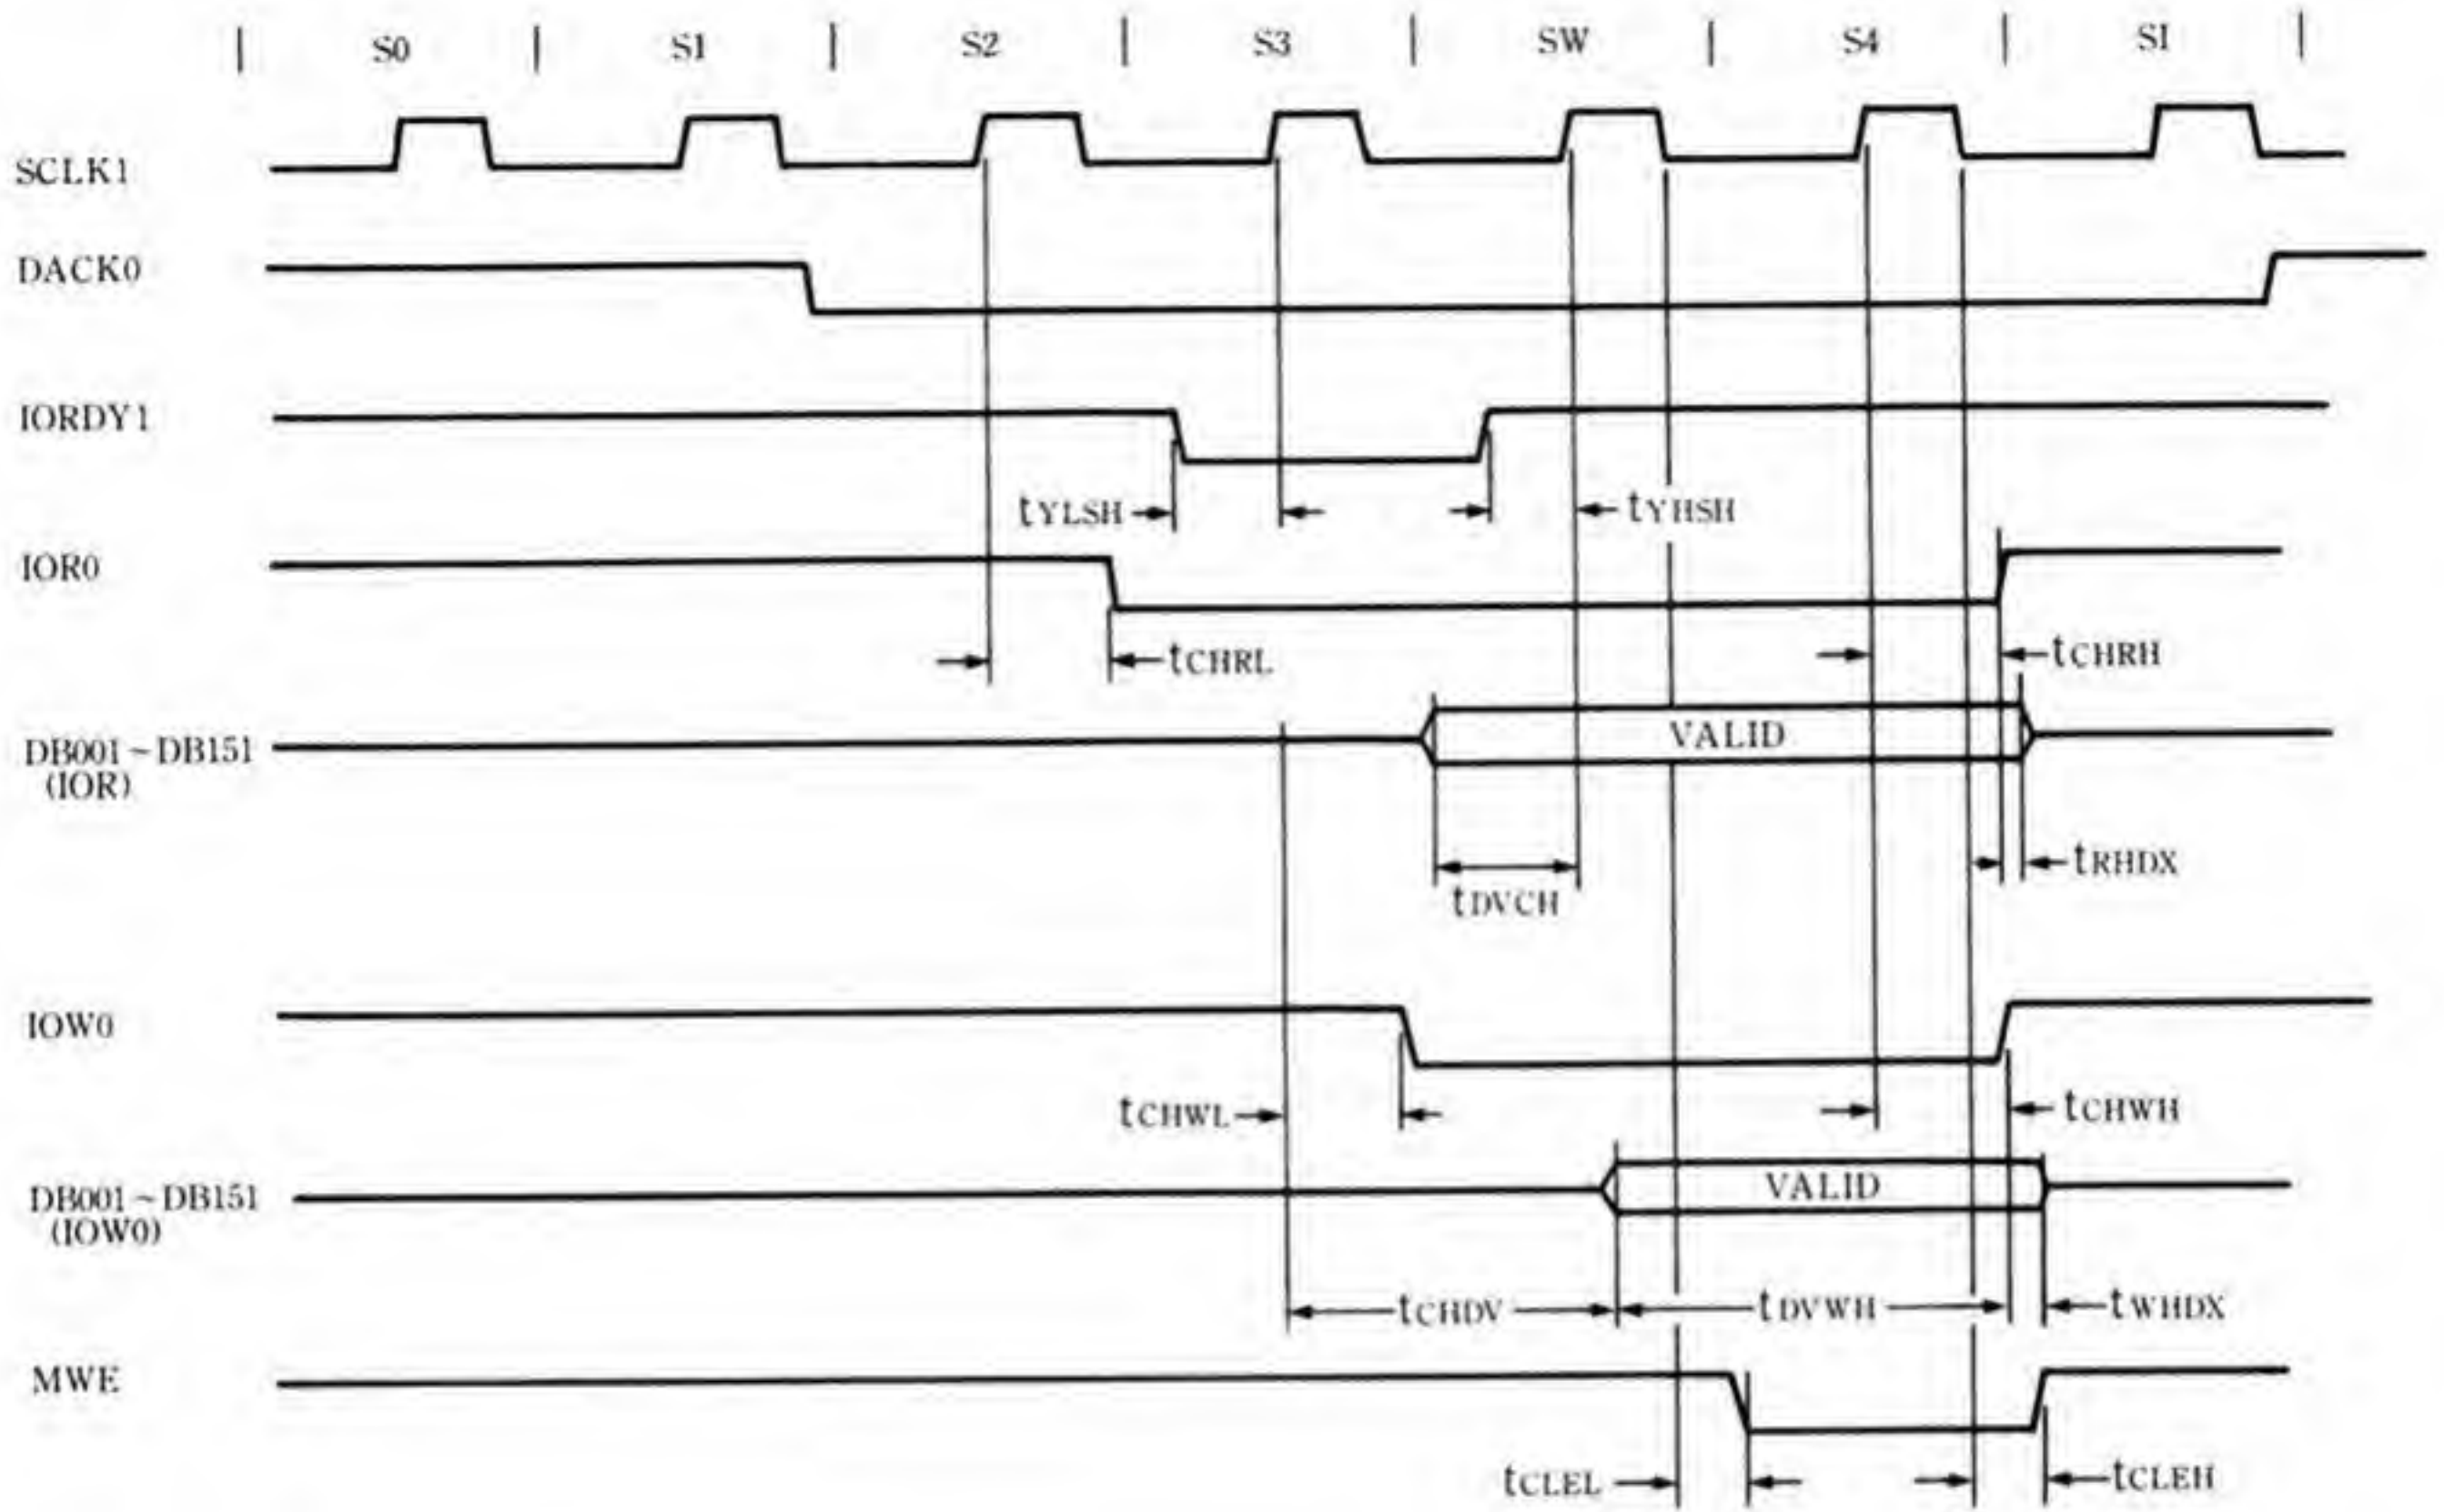 S0 S1 S2 S3 SW S4 SI
SCLK1
DACK0
IORDY1
tYLSH tYHSH
IOR0
tCHRL tCHRH
VALID
DB001~DB151
(IOR)
tRHDX
tDVCH
IOW0
tCHWL tCHWH
VALID
DB001~DB151
(IOW0)
tCHDV tDVWH tWHDX
MWE
tCLEL tCLEH